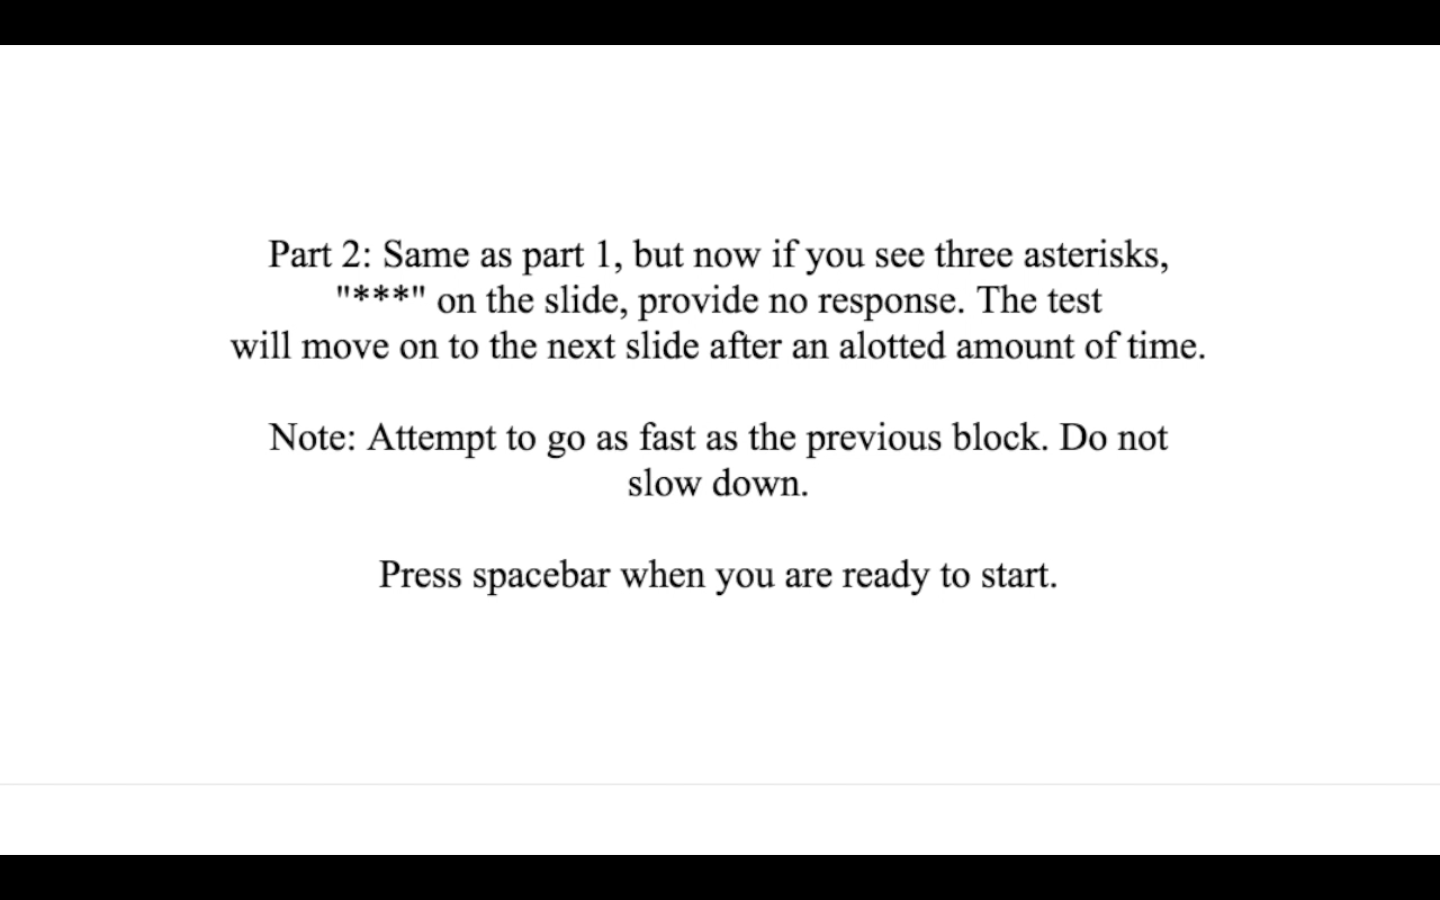 Part 2: Same as part 1, but now if you see three asterisks,
"***" on the slide, provide no response. The test
will move on to the next slide after an alotted amount of time.
Note: Attempt to go as fast as the previous block. Do not
slow down.
Press spacebar when you are ready to start.